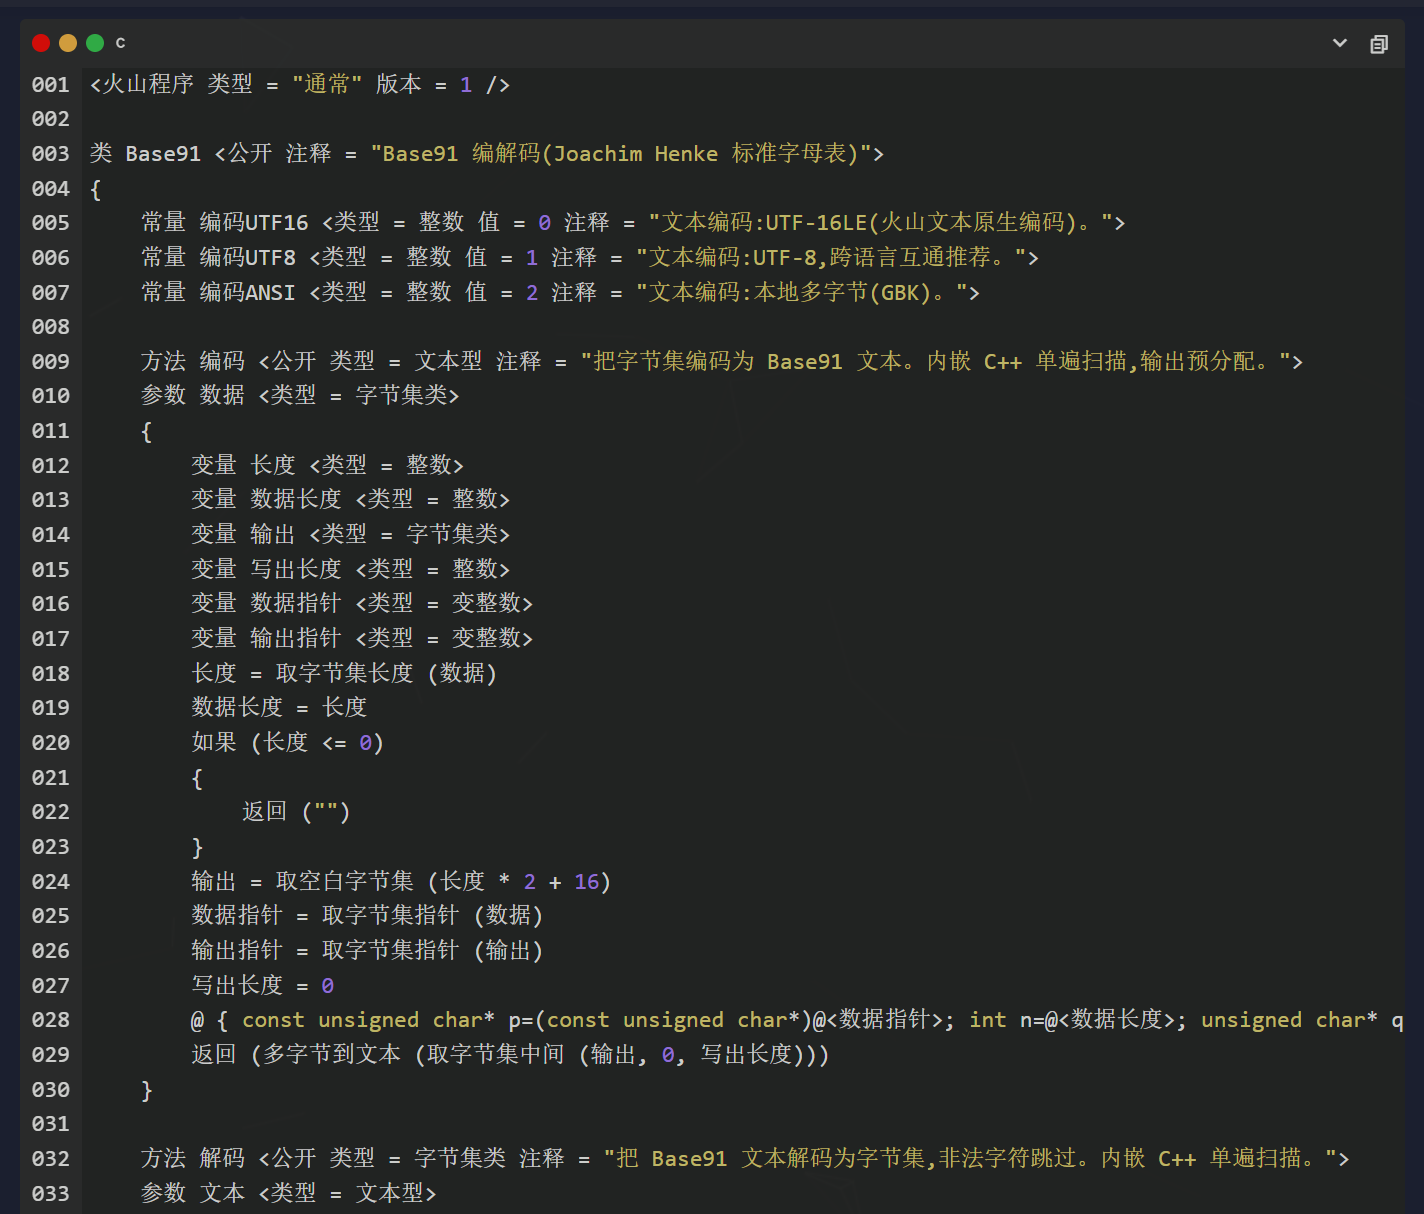 c
001 <火山程序 类型 = "通常" 版本 = 1 />
002
003 类 Base91 <公开 注释 = "Base91 编解码(Joachim Henke 标准字母表)">
004 {
005     常量 编码UTF16 <类型 = 整数 值 = 0 注释 = "文本编码:UTF-16LE(火山文本原生编码)。">
006     常量 编码UTF8 <类型 = 整数 值 = 1 注释 = "文本编码:UTF-8,跨语言互通推荐。">
007     常量 编码ANSI <类型 = 整数 值 = 2 注释 = "文本编码:本地多字节(GBK)。">
008
009     方法 编码 <公开 类型 = 文本型 注释 = "把字节集编码为 Base91 文本。内嵌 C++ 单遍扫描,输出预分配。">
010     参数 数据 <类型 = 字节集类>
011     {
012         变量 长度 <类型 = 整数>
013         变量 数据长度 <类型 = 整数>
014         变量 输出 <类型 = 字节集类>
015         变量 写出长度 <类型 = 整数>
016         变量 数据指针 <类型 = 变整数>
017         变量 输出指针 <类型 = 变整数>
018         长度 = 取字节集长度 (数据)
019         数据长度 = 长度
020         如果 (长度 <= 0)
021         {
022             返回 ("")
023         }
024         输出 = 取空白字节集 (长度 * 2 + 16)
025         数据指针 = 取字节集指针 (数据)
026         输出指针 = 取字节集指针 (输出)
027         写出长度 = 0
028         @ { const unsigned char* p=(const unsigned char*)@<数据指针>; int n=@<数据长度>; unsigned char* q
029         返回 (多字节到文本 (取字节集中间 (输出, 0, 写出长度)))
030     }
031
032     方法 解码 <公开 类型 = 字节集类 注释 = "把 Base91 文本解码为字节集,非法字符跳过。内嵌 C++ 单遍扫描。">
033     参数 文本 <类型 = 文本型>